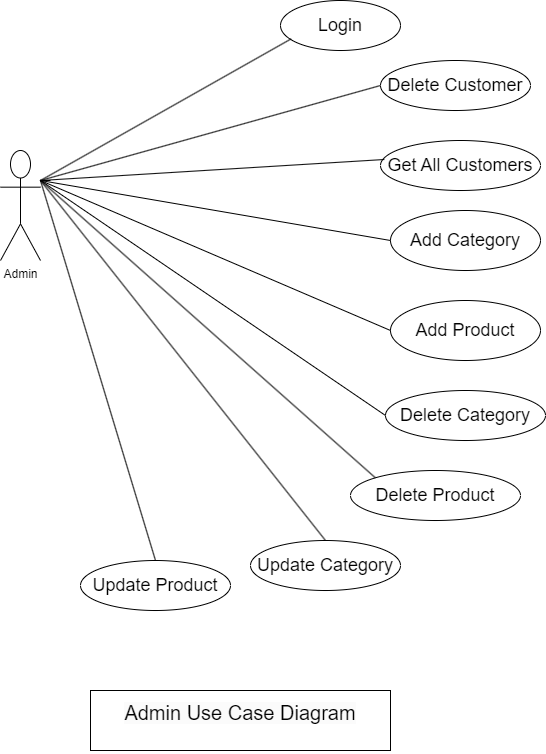 Login
Delete Customer
Get All Customers
Add Category
Admin
Add Product
Delete Category
Delete Product
Update Category
Update Product
Admin Use Case Diagram